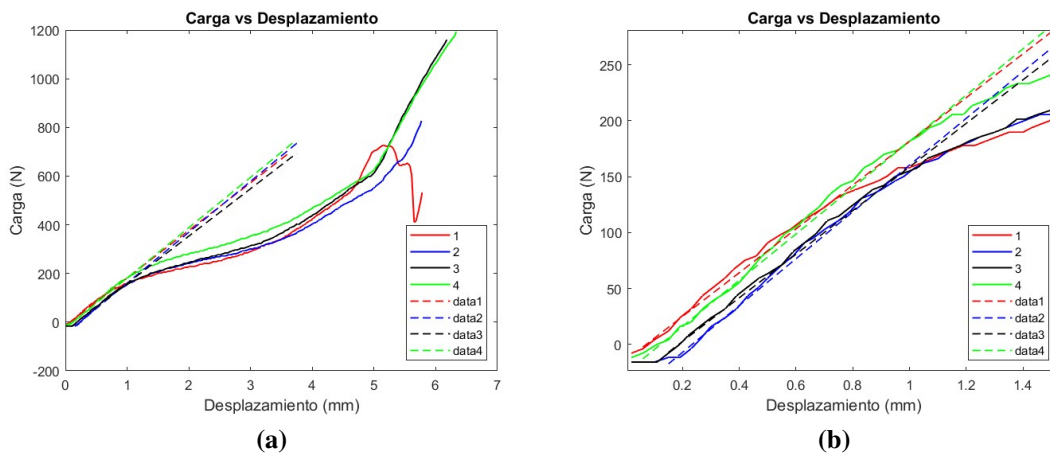 Carga vs Desplazamiento
1200
1000
800
600
400
200
0
-200
0 1 2 3 4 5 6 7
Carga (N)
Desplazamiento (mm)
1
2
3
4
data1
data2
data3
data4
(a)
Carga vs Desplazamiento
250
200
150
100
50
0
0.2 0.4 0.6 0.8 1 1.2 1.4
Carga (N)
Desplazamiento (mm)
1
2
3
4
data1
data2
data3
data4
(b)